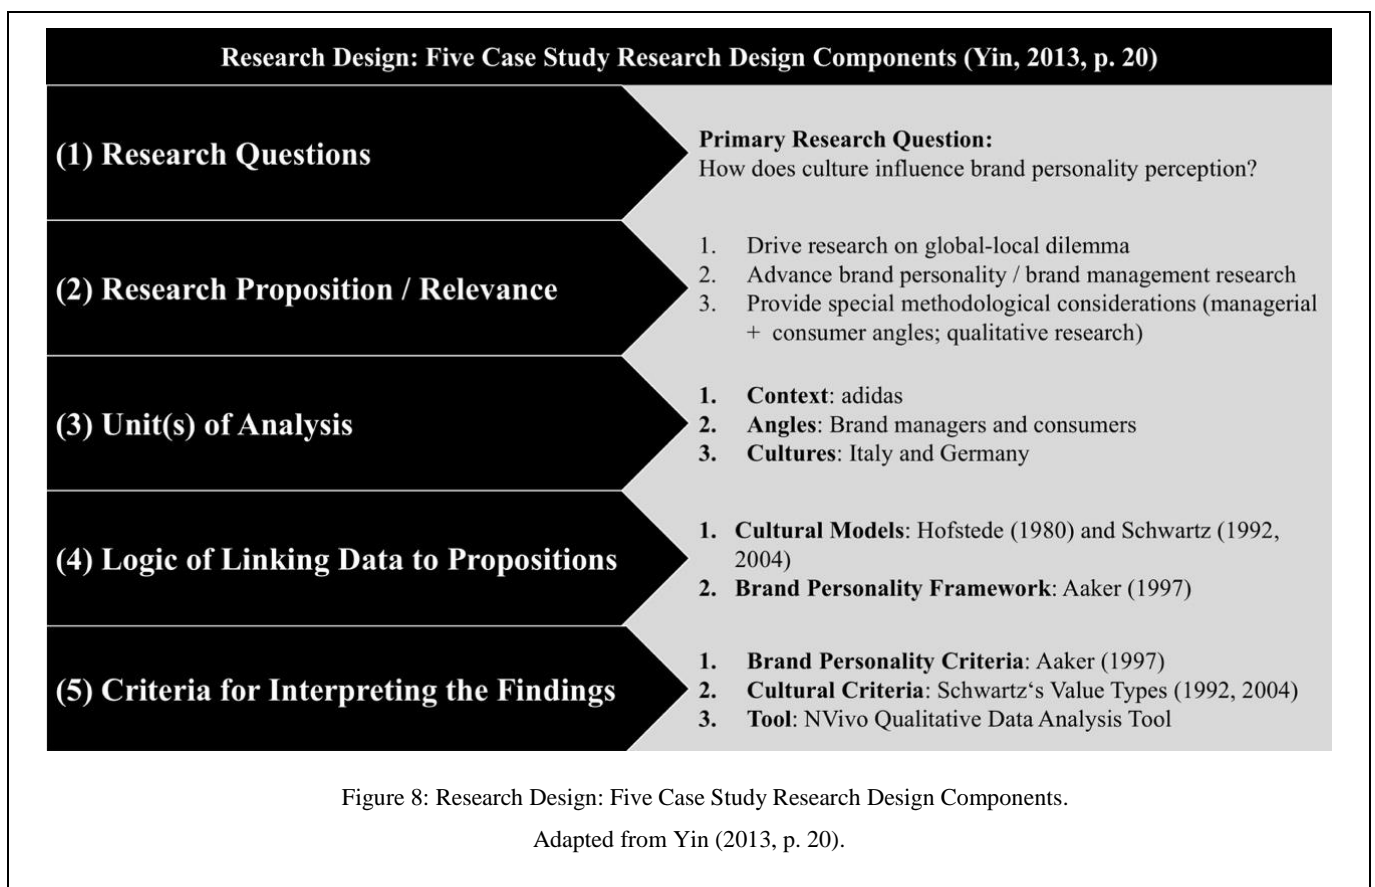 Research Design: Five Case Study Research Design Components (Yin, 2013, p. 20)
(1) Research Questions
Primary Research Question:
How does culture influence brand personality perception?
(2) Research Proposition / Relevance
1. Drive research on global-local dilemma
2. Advance brand personality / brand management research
3. Provide special methodological considerations (managerial
+ consumer angles; qualitative research)
(3) Unit(s) of Analysis
1. Context: adidas
2. Angles: Brand managers and consumers
3. Cultures: Italy and Germany
(4) Logic of Linking Data to Propositions
1. Cultural Models: Hofstede (1980) and Schwartz (1992,
2004)
2. Brand Personality Framework: Aaker (1997)
(5) Criteria for Interpreting the Findings
1. Brand Personality Criteria: Aaker (1997)
2. Cultural Criteria: Schwartz‘s Value Types (1992, 2004)
3. Tool: NVivo Qualitative Data Analysis Tool
Figure 8: Research Design: Five Case Study Research Design Components.
Adapted from Yin (2013, p. 20).